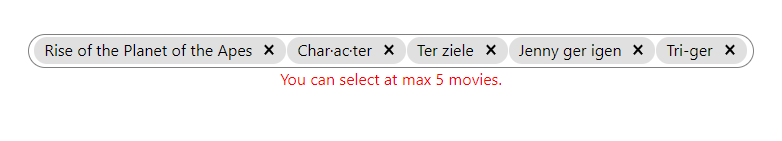 Rise of the Planet of the Apes × Char·ac·ter × Ter ziele × Jenny ger igen × Tri-ger ×
You can select at max 5 movies.